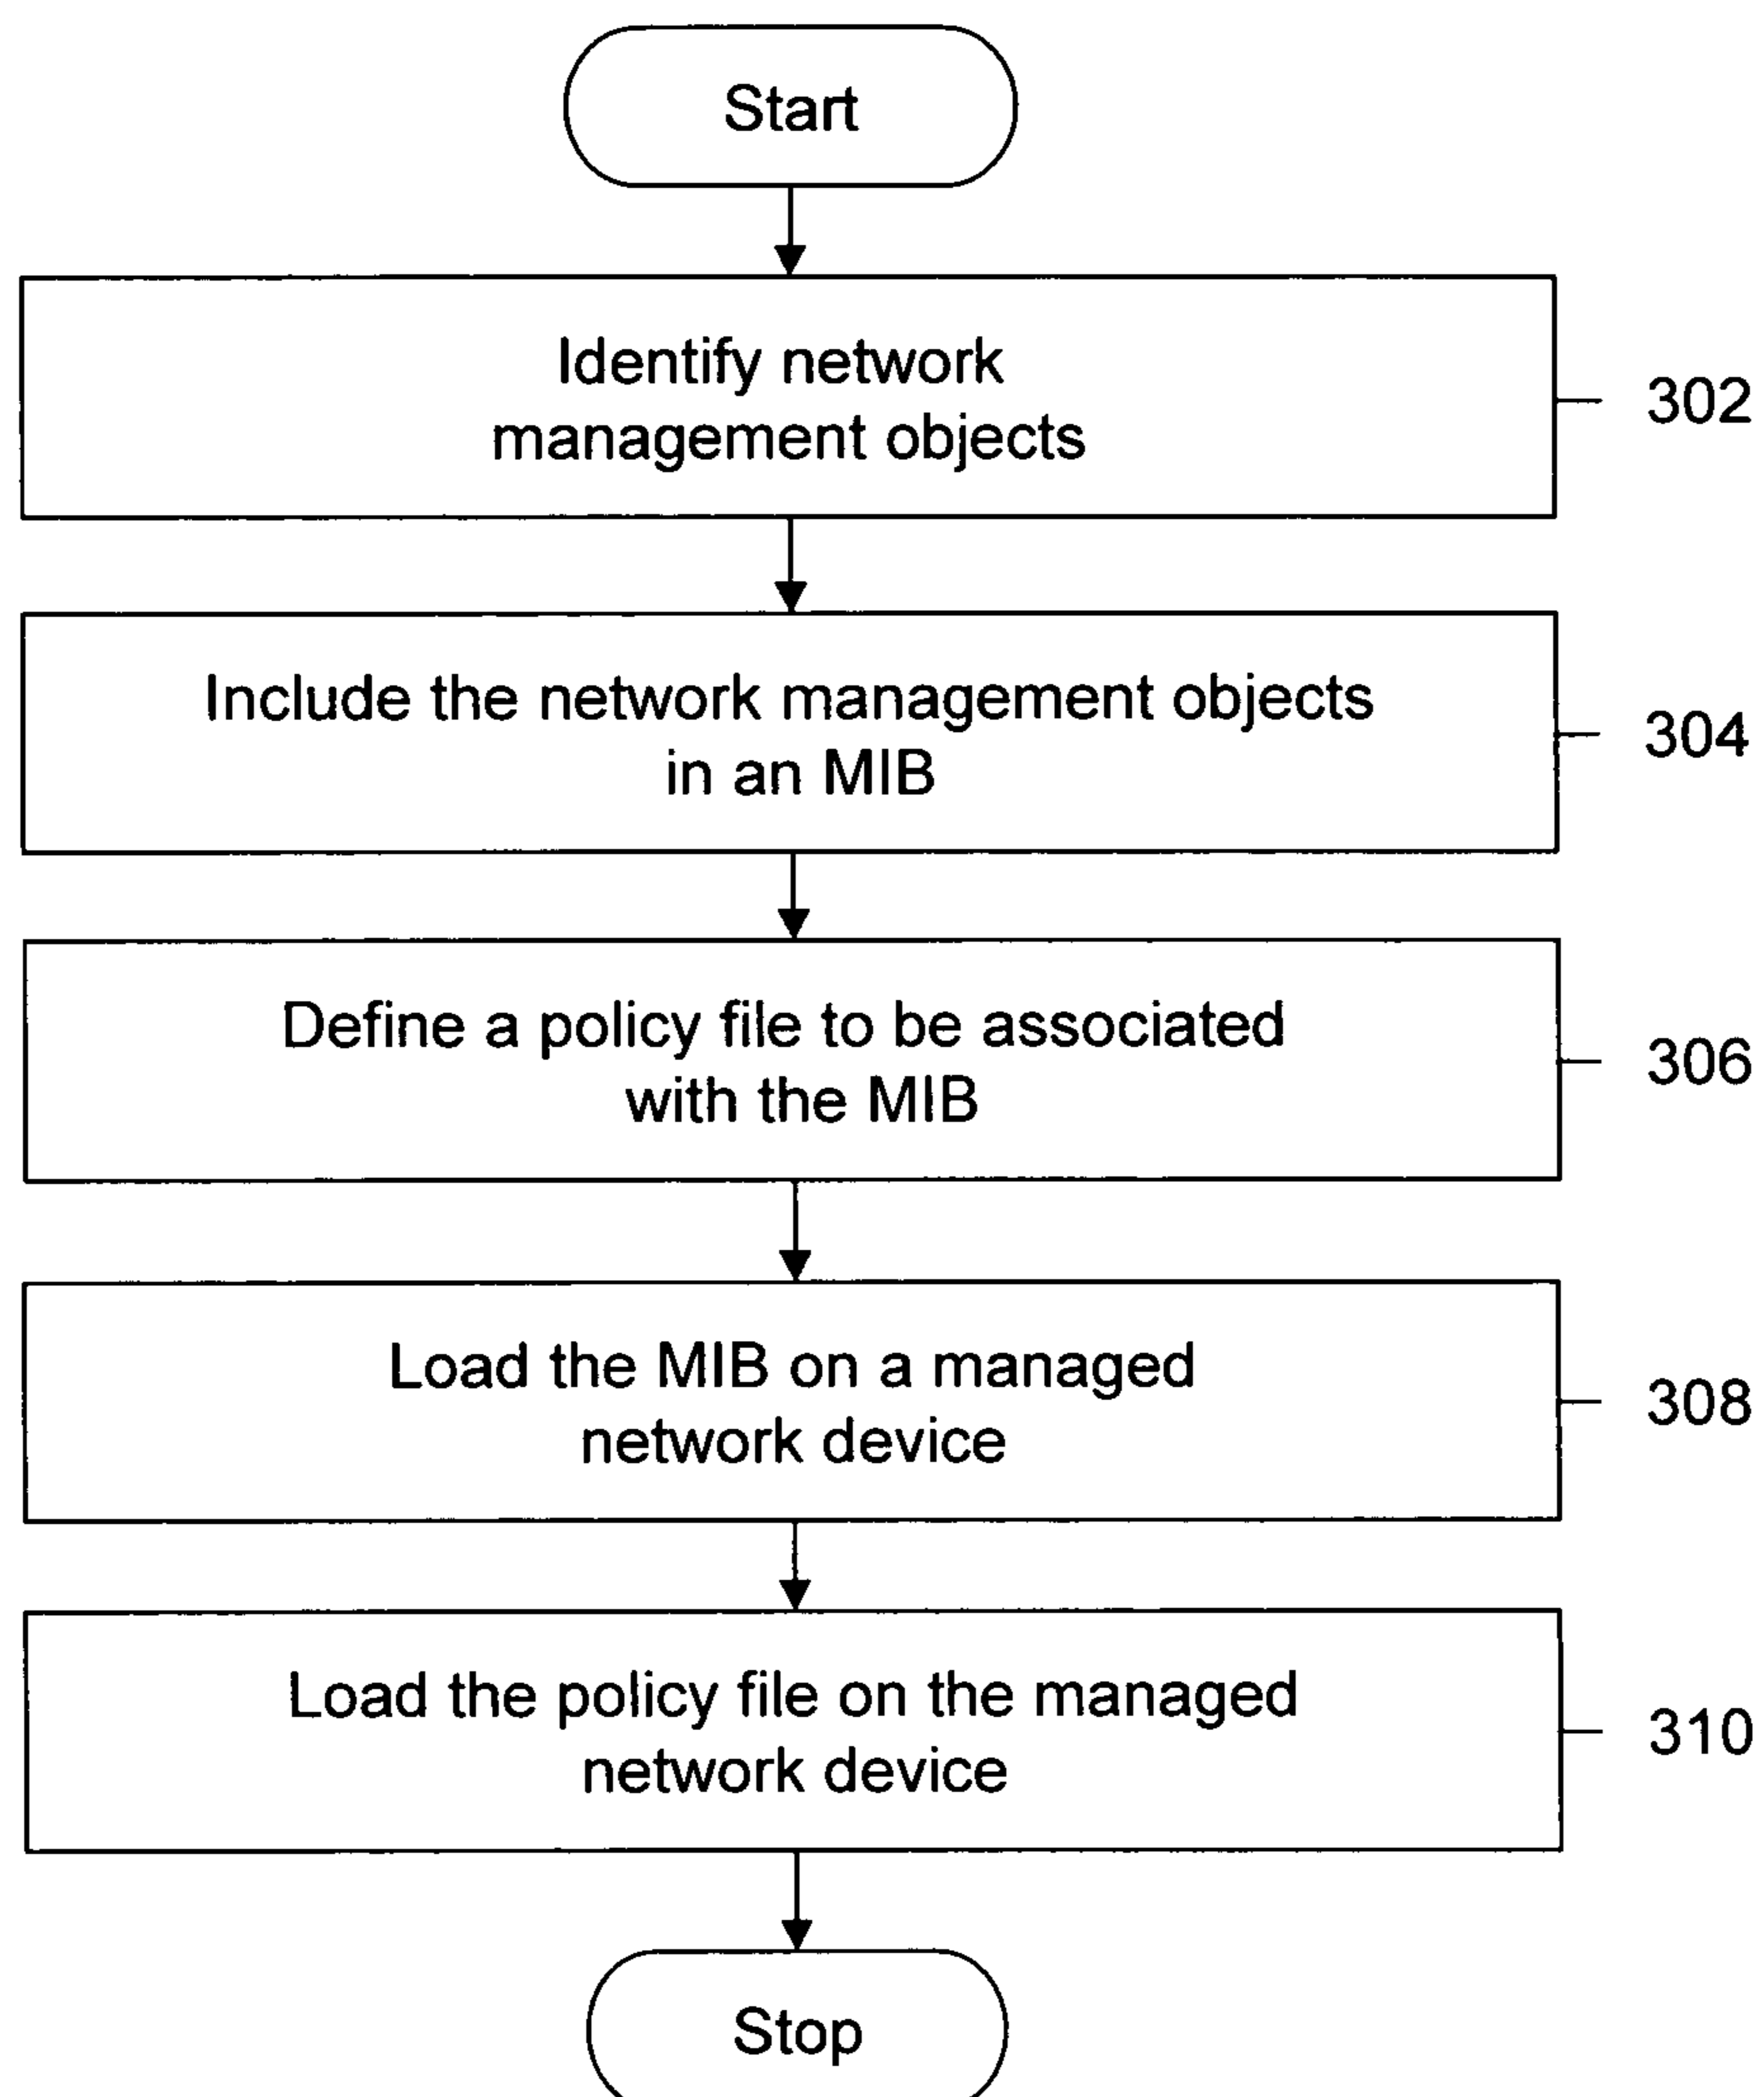 Start
Identify network
management objects
302
Include the network management objects
in an MIB
304
Define a policy file to be associated
with the MIB
306
Load the MIB on a managed
network device
308
Load the policy file on the managed
network device
310
Stop